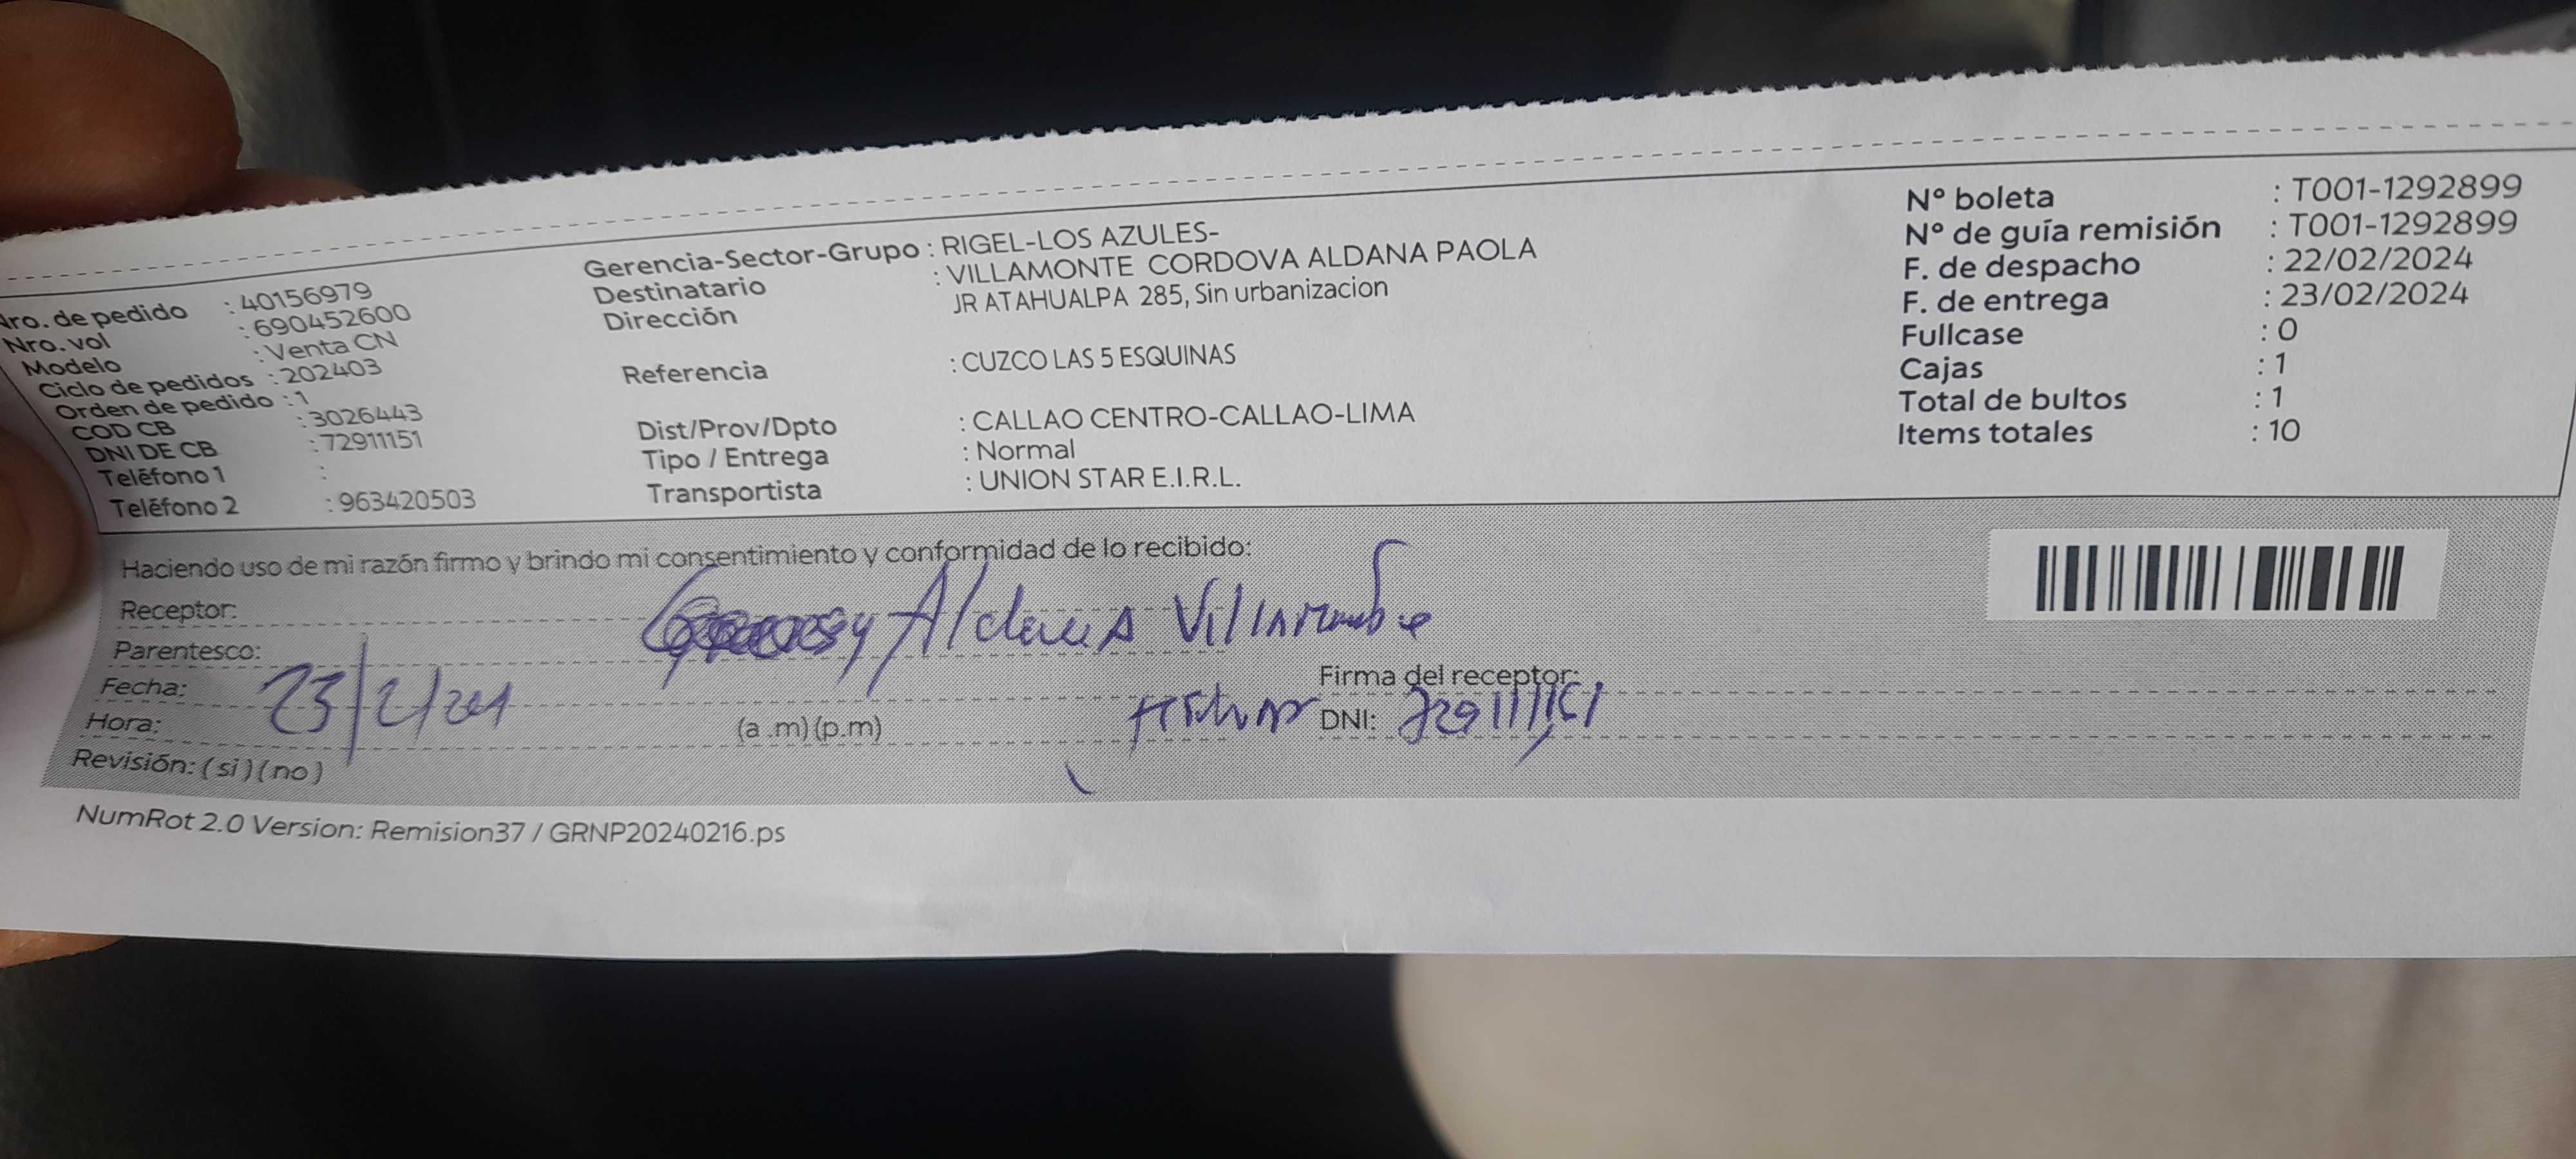 Nro. de pedido : 40156979
Nro. vol : 690452600
Modelo : Venta CN
Ciclo de pedidos : 202403
Orden de pedido : 1
COD CB : 3026443
DNI DE CB : 72911151
Teléfono 1 :
Teléfono 2 : 963420503
Gerencia-Sector-Grupo : RIGEL-LOS AZULES-
Destinatario : VILLAMONTE CORDOVA ALDANA PAOLA
Dirección JR ATAHUALPA 285, Sin urbanizacion
Referencia : CUZCO LAS 5 ESQUINAS
Dist/Prov/Dpto : CALLAO CENTRO-CALLAO-LIMA
Tipo / Entrega : Normal
Transportista : UNION STAR E.I.R.L.
Nº boleta : T001-1292899
Nº de guía remisión : T001-1292899
F. de despacho : 22/02/2024
F. de entrega : 23/02/2024
Fullcase : 0
Cajas : 1
Total de bultos : 1
Items totales : 10
Haciendo uso de mi razón firmo y brindo mi consentimiento y conformidad de lo recibido:
Receptor:
Parentesco:
Fecha: 23/2/
Hora: (a .m) (p.m)
Revisión: ( si ) ( no )
Firma del receptor:
DNI:
NumRot 2.0 Version: Remision37 / GRNP20240216.ps